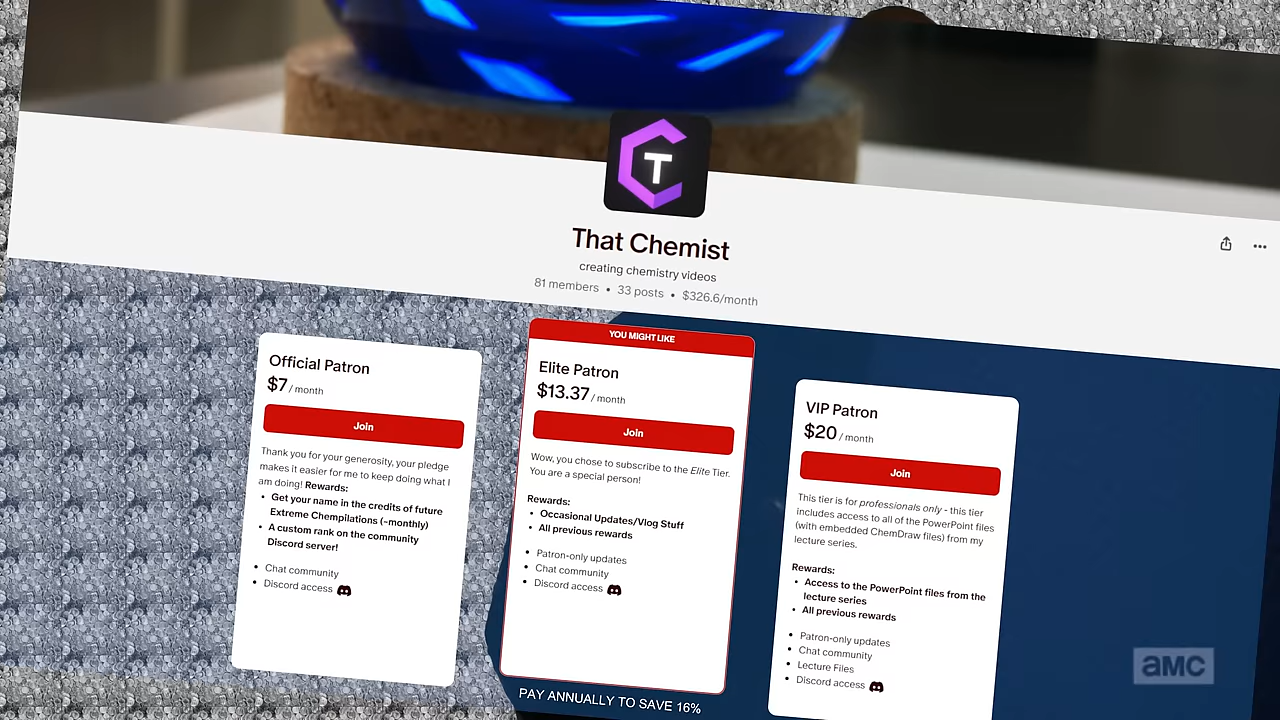 T
That Chemist
creating chemistry videos
81 members • 33 posts • $326.6/month
Official Patron
$7 / month
Join
Thank you for your generosity, your pledge
makes it easier for me to keep doing what I
am doing! Rewards:
• Get your name in the credits of future
Extreme Chempilations (~monthly)
• A custom rank on the community
Discord server!
• Chat community
• Discord access
YOU MIGHT LIKE
Elite Patron
$13.37 / month
Join
Wow, you chose to subscribe to the Elite Tier.
You are a special person!
Rewards:
• Occasional Updates/Vlog Stuff
• All previous rewards
• Patron-only updates
• Chat community
• Discord access
PAY ANNUALLY TO SAVE 16%
VIP Patron
$20 / month
Join
This tier is for professionals only - this tier
includes access to all of the PowerPoint files
(with embedded ChemDraw files) from my
lecture series.
Rewards:
• Access to the PowerPoint files from the
lecture series
• All previous rewards
• Patron-only updates
• Chat community
• Lecture Files
• Discord access
amc